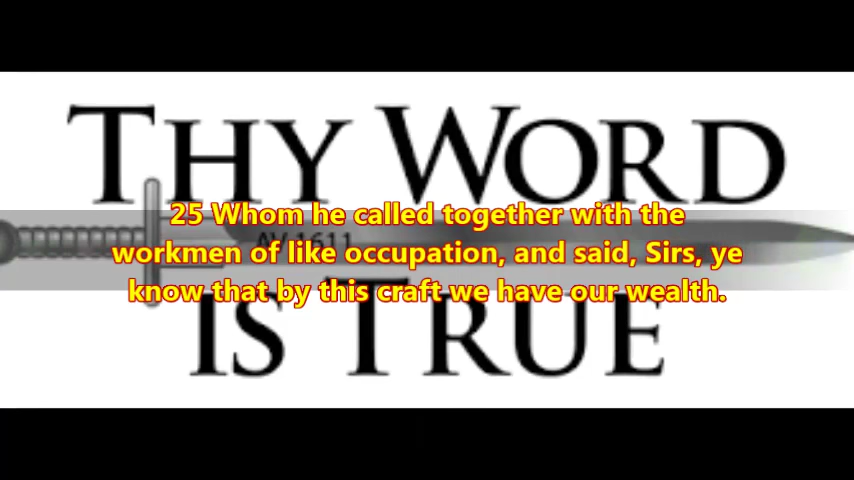 THY WORD
25 Whom he called together with the
AV 1611
workmen of like occupation, and said, Sirs, ye
know that by this craft we have our wealth.
IS TRUE